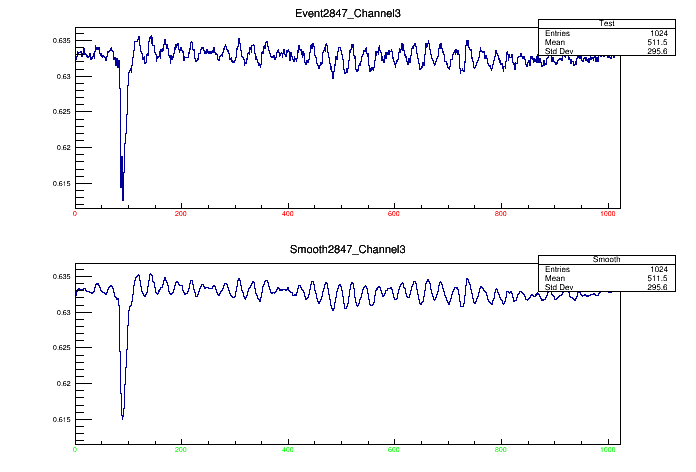 Event2847_Channel3
Test
Entries 1024
Mean 511.5
Std Dev 295.6
0.635
0.63
0.625
0.62
0.615
0 200 400 600 800 1000
Smooth2847_Channel3
Smooth
Entries 1024
Mean 511.5
Std Dev 295.6
0.635
0.63
0.625
0.62
0.615
0 200 400 600 800 1000